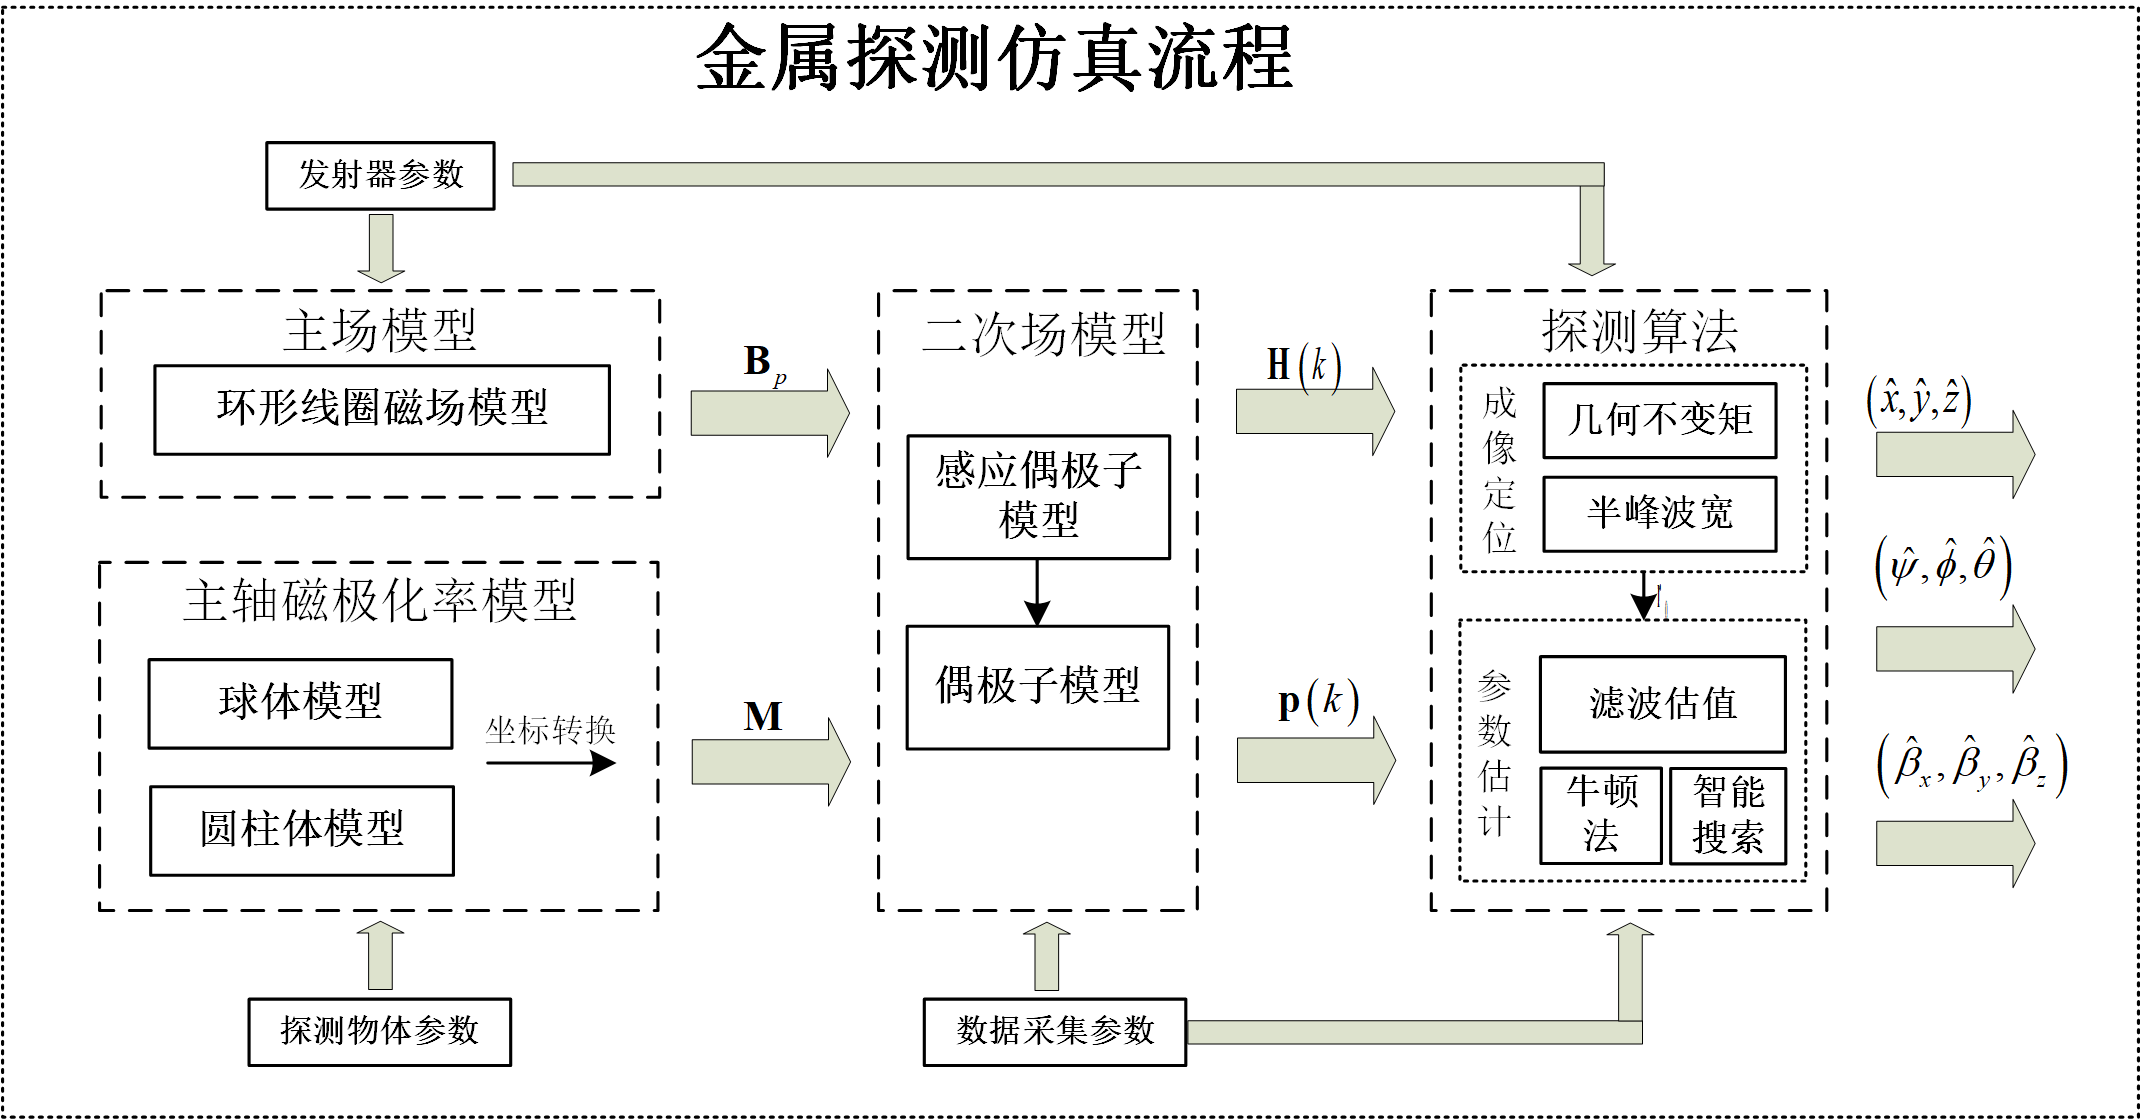 金属探测仿真流程
发射器参数
主场模型
环形线圈磁场模型
B_p
主轴磁极化率模型
球体模型
圆柱体模型
坐标转换
M
探测物体参数
二次场模型
感应偶极子
模型
偶极子模型
H(k)
p(k)
数据采集参数
探测算法
成像定位
几何不变矩
半峰波宽
参数估计
滤波估值
牛顿
法
智能
搜索
(x̂,ŷ,ẑ)
(ψ̂,ϕ̂,θ̂)
(β̂_x,β̂_y,β̂_z)